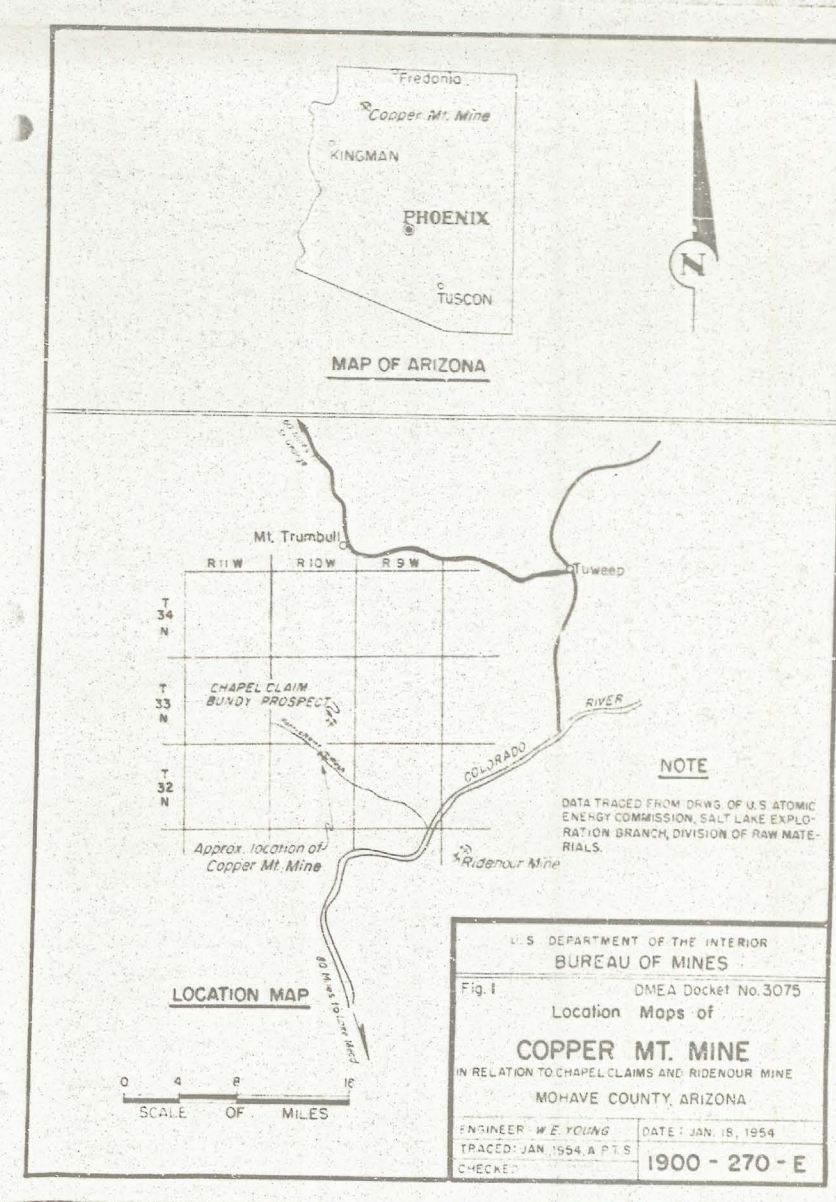 Fredonia
Copper Mt. Mine
KINGMAN
PHOENIX
TUSCON
N
MAP OF ARIZONA
Mt. Trumbull
R 11 W
R 10 W
R 9 W
Tuweep
T
34
N
T
33
N
CHAPEL CLAIM
BUNDY PROSPECT
RIVER
COLORADO
T
32
N
Approx. location of
Copper Mt. Mine
Ridenour Mine
NOTE
DATA TRACED FROM DRWG. OF U.S. ATOMIC
ENERGY COMMISSION, SALT LAKE EXPLO-
RATION BRANCH, DIVISION OF RAW MATE-
RIALS.
LOCATION MAP
80 Miles to Lake Mead
0 4 8 16
SCALE OF MILES
U.S. DEPARTMENT OF THE INTERIOR
BUREAU OF MINES
Fig. 1 DMEA Docket No. 3075
Location Maps of
COPPER MT. MINE
IN RELATION TO CHAPEL CLAIMS AND RIDENOUR MINE
MOHAVE COUNTY, ARIZONA
ENGINEER: W. E. YOUNG DATE: JAN. 18, 1954
TRACED: JAN. 1954, A.P.T.S
CHECKED
1900 - 270 - E